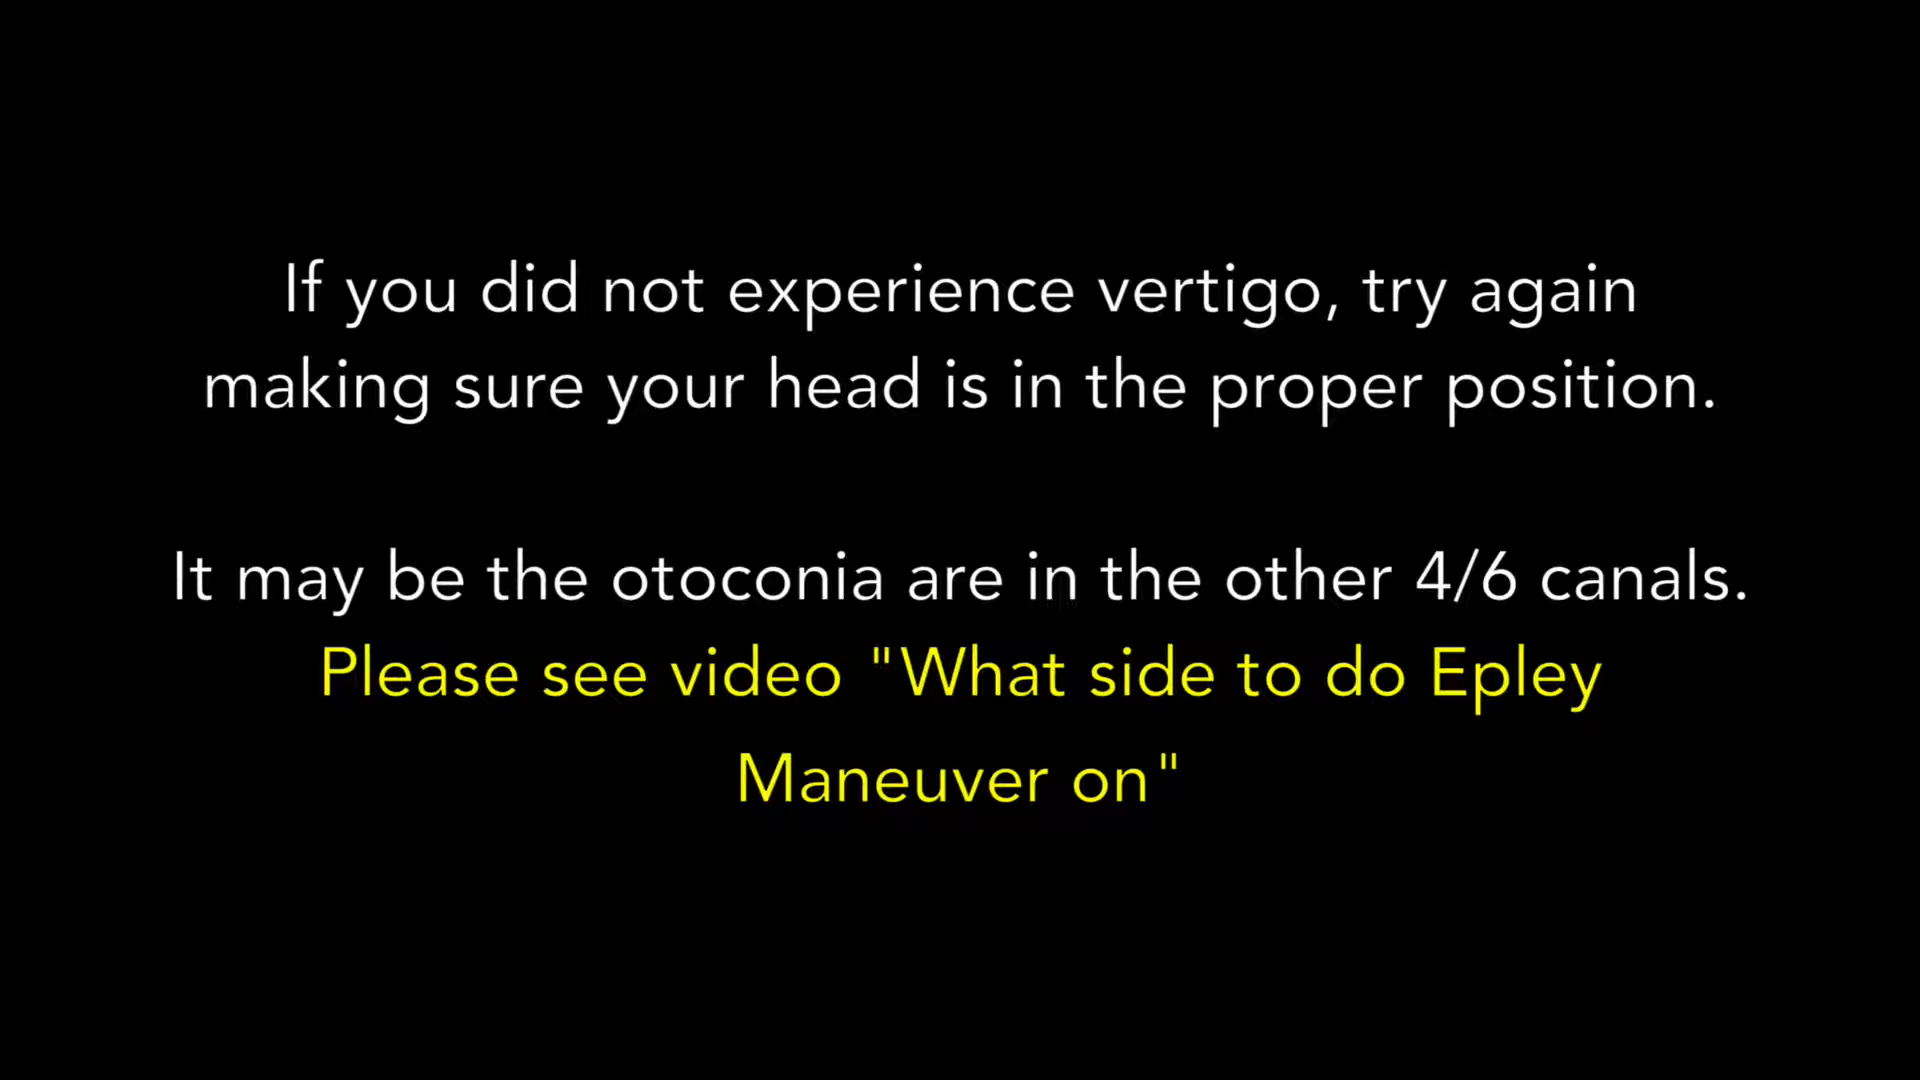 If you did not experience vertigo, try again
making sure your head is in the proper position.
It may be the otoconia are in the other 4/6 canals.
Please see video "What side to do Epley
Maneuver on"